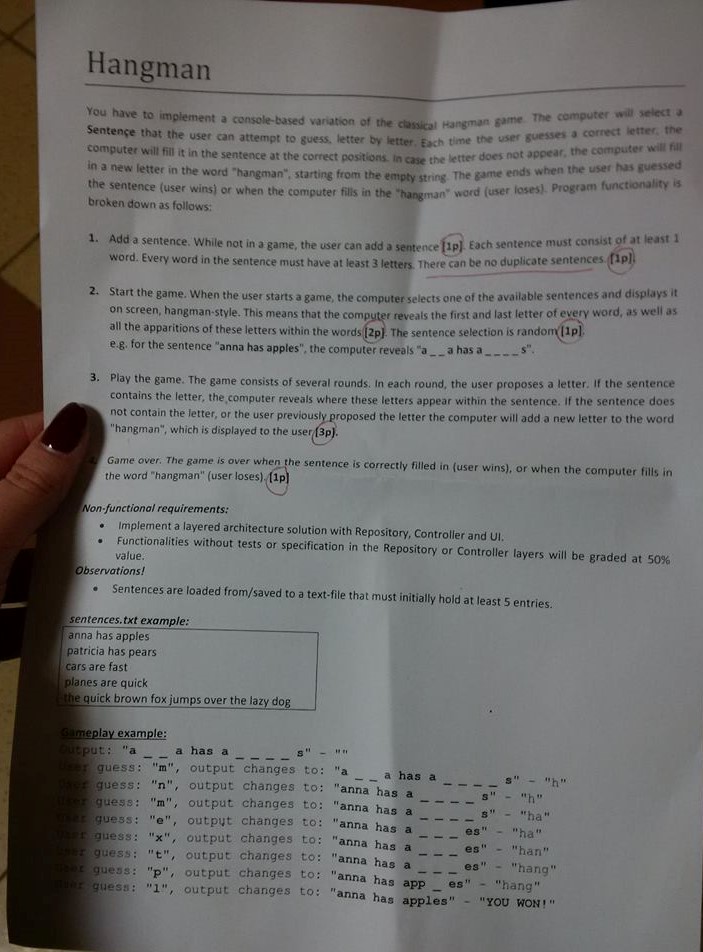 Hangman
You have to implement a console-based variation of the classical Hangman game. The computer will select a
Sentence that the user can attempt to guess, letter by letter. Each time the user guesses a correct letter, the
computer will fill it in the sentence at the correct positions. In case the letter does not appear, the computer will fill
in a new letter in the word "hangman", starting from the empty string. The game ends when the user has guessed
the sentence (user wins) or when the computer fills in the "hangman" word (user loses). Program functionality is
broken down as follows:
1. Add a sentence. While not in a game, the user can add a sentence [1p]. Each sentence must consist of at least 1
word. Every word in the sentence must have at least 3 letters. There can be no duplicate sentences. [1p].
2. Start the game. When the user starts a game, the computer selects one of the available sentences and displays it
on screen, hangman-style. This means that the computer reveals the first and last letter of every word, as well as
all the apparitions of these letters within the words [2p]. The sentence selection is random [1p].
e.g. for the sentence "anna has apples", the computer reveals "a _ _ a has a _ _ _ _ s".
3. Play the game. The game consists of several rounds. In each round, the user proposes a letter. If the sentence
contains the letter, the computer reveals where these letters appear within the sentence. If the sentence does
not contain the letter, or the user previously proposed the letter the computer will add a new letter to the word
"hangman", which is displayed to the user [3p].
Game over. The game is over when the sentence is correctly filled in (user wins), or when the computer fills in
the word "hangman" (user loses). [1p]
Non-functional requirements:
• Implement a layered architecture solution with Repository, Controller and UI.
• Functionalities without tests or specification in the Repository or Controller layers will be graded at 50%
value.
Observations!
• Sentences are loaded from/saved to a text-file that must initially hold at least 5 entries.
sentences.txt example:
anna has apples
patricia has pears
cars are fast
planes are quick
the quick brown fox jumps over the lazy dog
Gameplay example:
Output: "a _ _ a has a _ _ _ _ s" - ""
User guess: "m", output changes to: "a _ _ a has a _ _ _ _ s" - "h"
User guess: "n", output changes to: "anna has a _ _ _ _ s" - "h"
User guess: "m", output changes to: "anna has a _ _ _ _ s" - "ha"
User guess: "e", output changes to: "anna has a _ _ _ es" - "ha"
User guess: "x", output changes to: "anna has a _ _ _ es" - "han"
User guess: "t", output changes to: "anna has a _ _ _ es" - "hang"
User guess: "p", output changes to: "anna has app _ es" - "hang"
User guess: "l", output changes to: "anna has apples" - "YOU WON!"